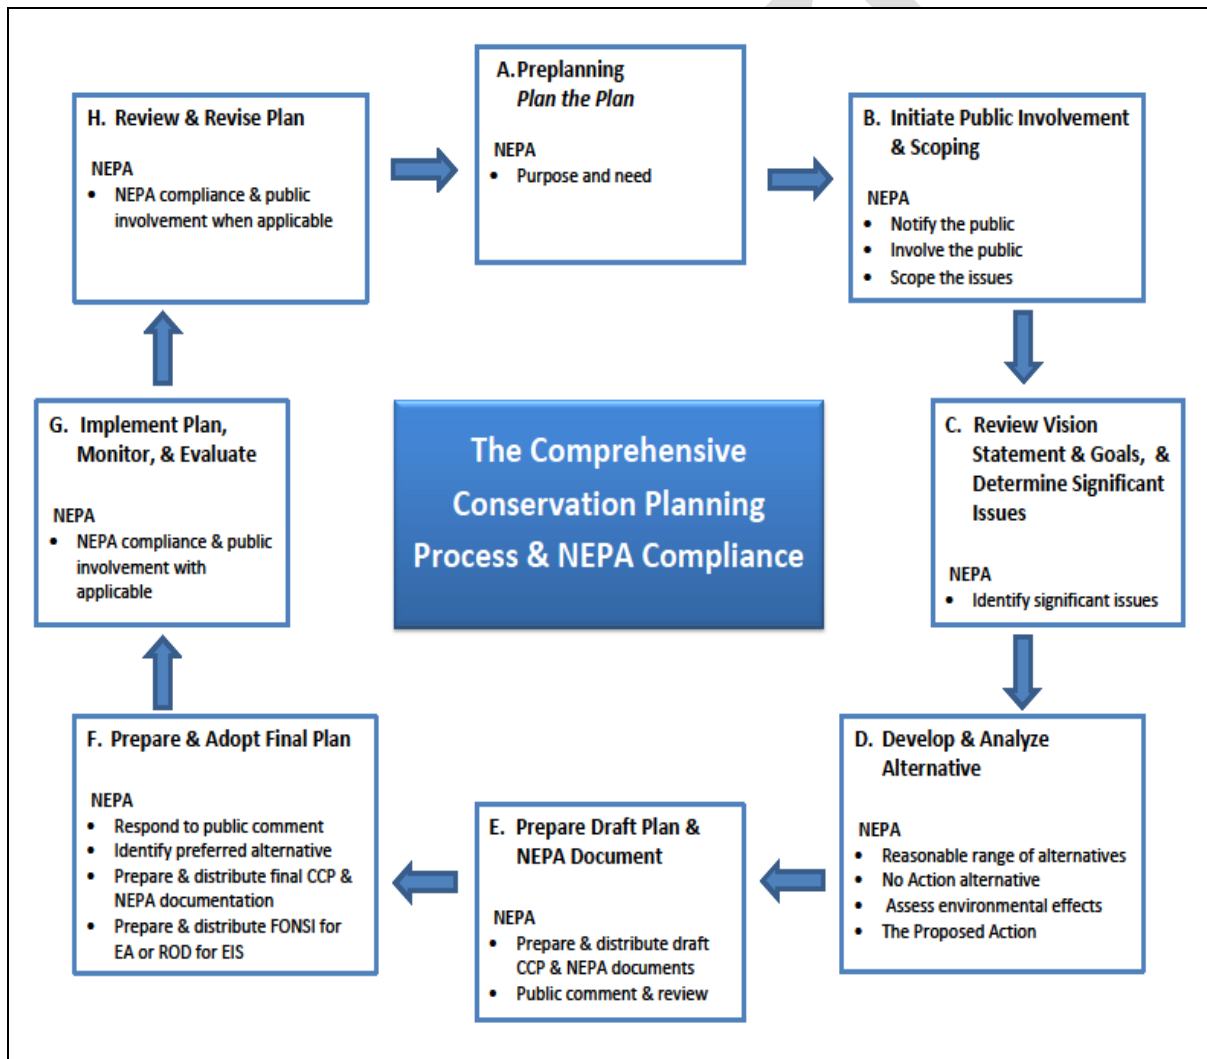 A. Preplanning
Plan the Plan
NEPA
• Purpose and need
B. Initiate Public Involvement
& Scoping
NEPA
• Notify the public
• Involve the public
• Scope the issues
C. Review Vision
Statement & Goals, &
Determine Significant
Issues
NEPA
• Identify significant issues
D. Develop & Analyze
Alternative
NEPA
• Reasonable range of alternatives
• No Action alternative
• Assess environmental effects
• The Proposed Action
E. Prepare Draft Plan &
NEPA Document
NEPA
• Prepare & distribute draft
CCP & NEPA documents
• Public comment & review
F. Prepare & Adopt Final Plan
NEPA
• Respond to public comment
• Identify preferred alternative
• Prepare & distribute final CCP &
NEPA documentation
• Prepare & distribute FONSI for
EA or ROD for EIS
G. Implement Plan,
Monitor, & Evaluate
NEPA
• NEPA compliance & public
involvement with
applicable
H. Review & Revise Plan
NEPA
• NEPA compliance & public
involvement when applicable
The Comprehensive
Conservation Planning
Process & NEPA Compliance